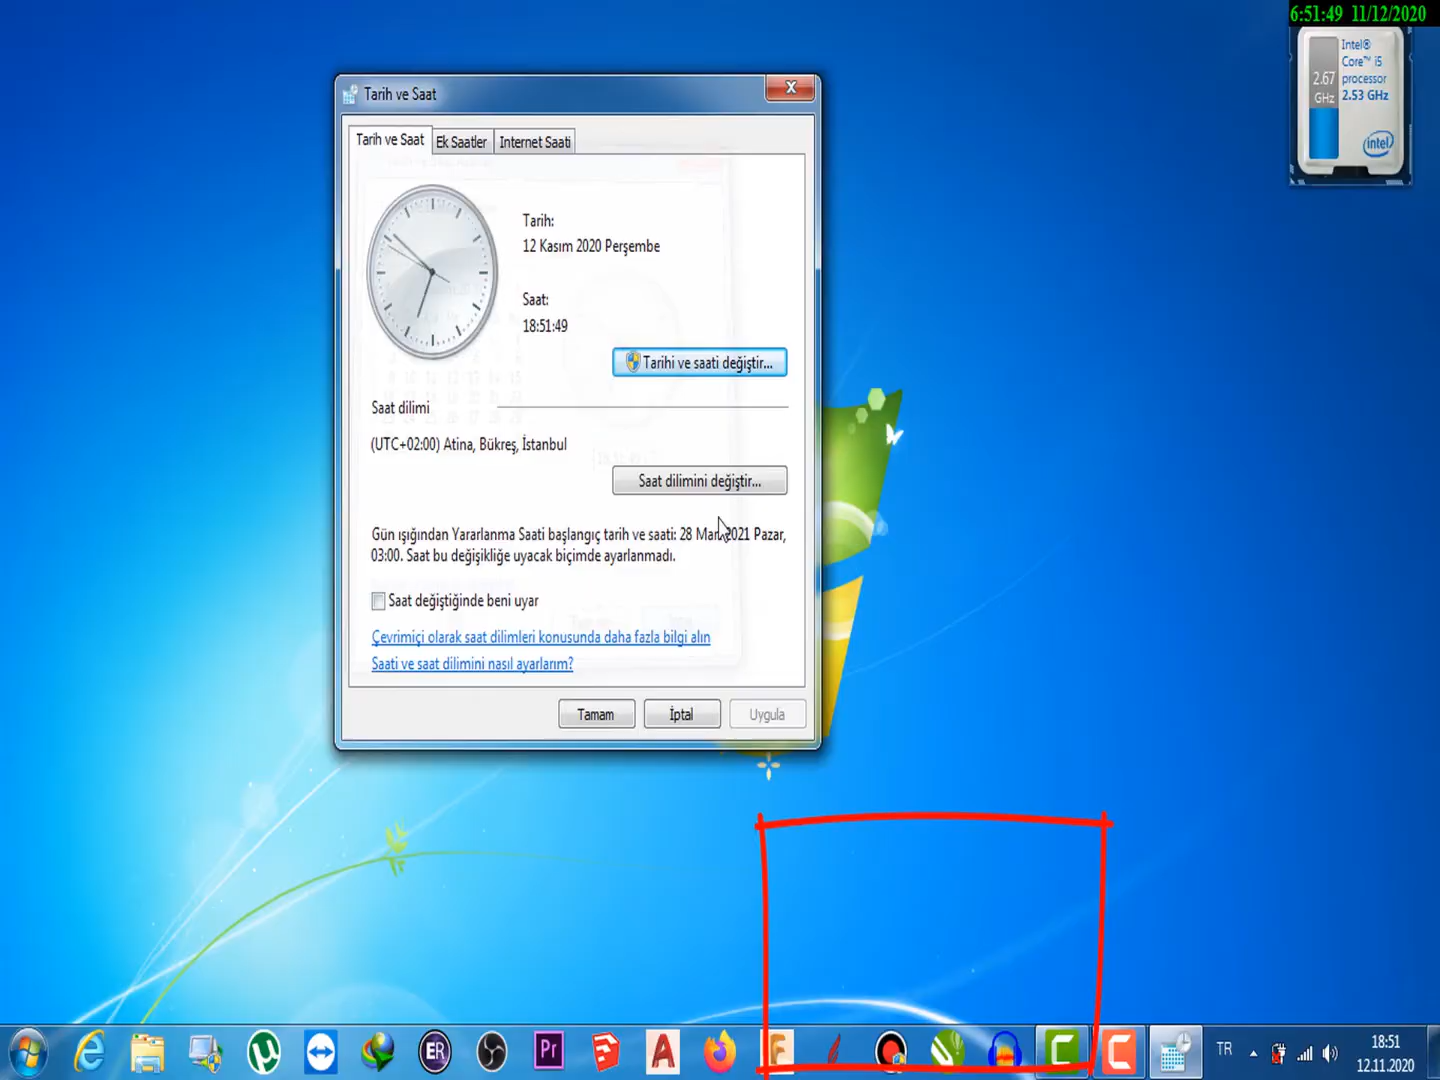 6:51:49 11/12/2020
Intel®
Core™ i5
processor
2.67
GHz
2.53 GHz
intel
Tarih ve Saat
Tarih ve Saat
Ek Saatler
Internet Saati
Tarih:
12 Kasım 2020 Perşembe
Saat:
18:51:49
Tarihi ve saati değiştir...
Saat dilimi
(UTC+02:00) Atina, Bükreş, İstanbul
Saat dilimini değiştir...
Gün ışığından Yararlanma Saati başlangıç tarih ve saati: 28 Mar 2021 Pazar,
03:00. Saat bu değişikliğe uyacak biçimde ayarlanmadı.
Saat değiştiğinde beni uyar
Çevrimiçi olarak saat dilimleri konusunda daha fazla bilgi alın
Saati ve saat dilimini nasıl ayarlarım?
Tamam
İptal
Uygula
ER
Pr
TR
18:51
12.11.2020